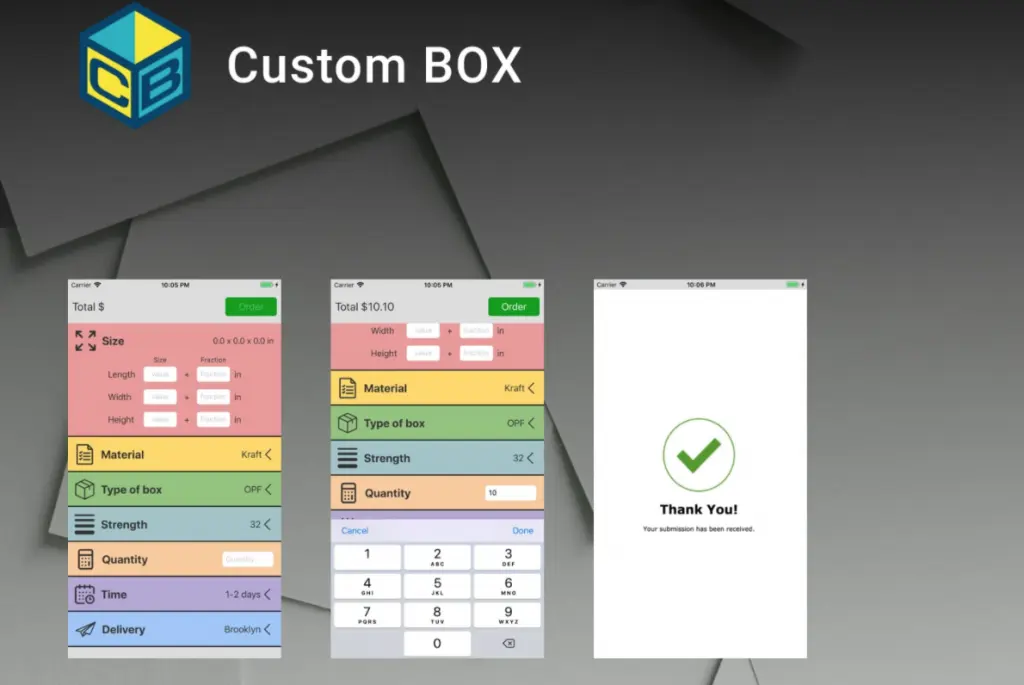 CB
Custom BOX
Carrier 10:05 PM
Total $ Order
Size 0.0 x 0.0 x 0.0 in
Size Fraction
Length value + Fraction in
Width value + Fraction in
Height value + Fraction in
Material Kraft
Type of box OPF
Strength 32
Quantity Quantity
Time 1-2 days
Delivery Brooklyn
Carrier 10:05 PM
Total $10.10 Order
Width value + Fraction in
Height value + Fraction in
Material Kraft
Type of box OPF
Strength 32
Quantity 10
Cancel Done
1 2 3
ABC DEF
4 5 6
GHI JKL MNO
7 8 9
PQRS TUV WXYZ
0
Carrier 10:06 PM
Thank You!
Your submission has been received.